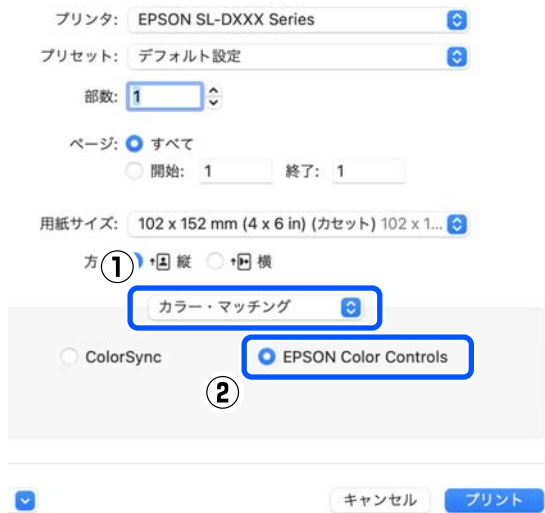 プリンタ: EPSON SL-DXXX Series
プリセット: デフォルト設定
部数: 1
ページ: すべて
開始: 1 終了: 1
用紙サイズ: 102 x 152 mm (4 x 6 in) (カセット) 102 x 1...
方 縦 横
①
カラー・マッチング
ColorSync EPSON Color Controls
②
キャンセル プリント